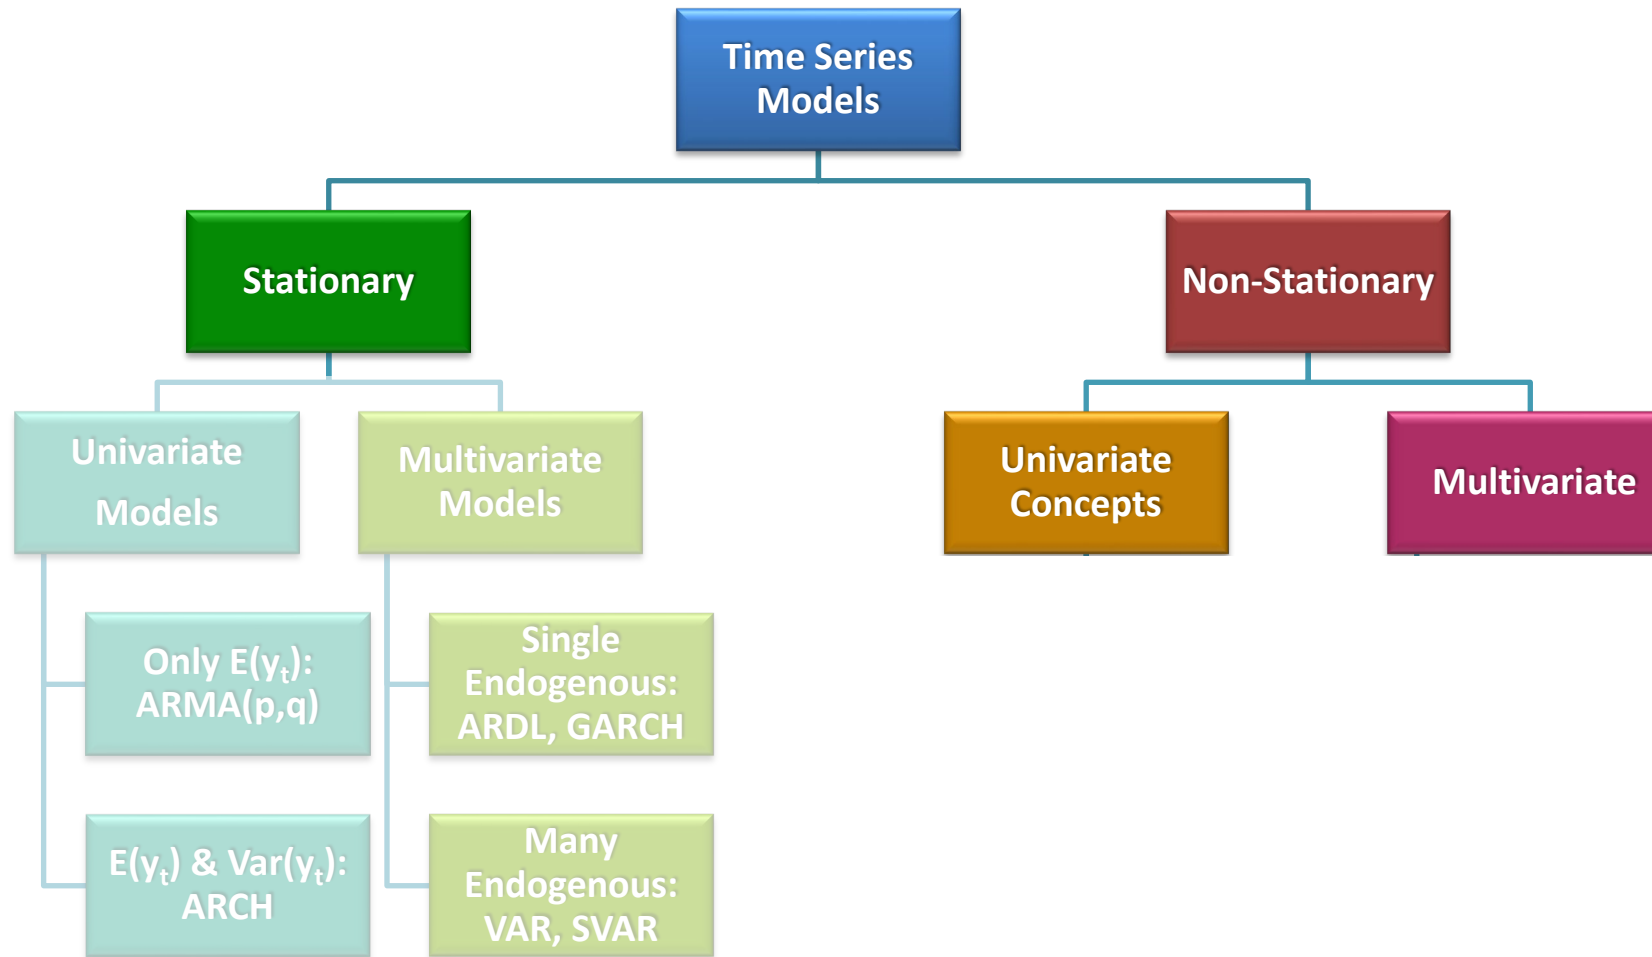 Time Series
Models
Stationary
Non-Stationary
Univariate
Models
Multivariate
Models
Univariate
Concepts
Multivariate
Only E(yₜ):
ARMA(p,q)
Single
Endogenous:
ARDL, GARCH
E(yₜ) & Var(yₜ):
ARCH
Many
Endogenous:
VAR, SVAR